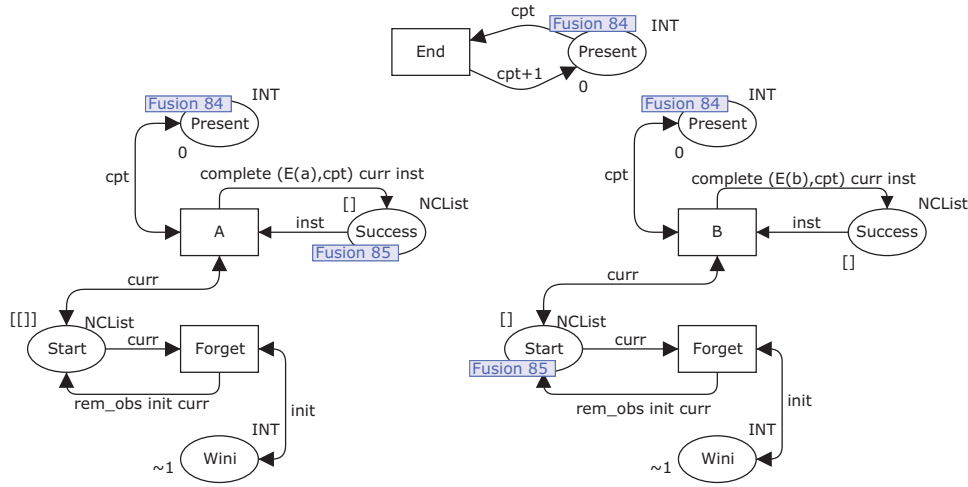 cpt
Fusion 84
INT
End
Present
cpt+1
0
Fusion 84
INT
Present
0
cpt
complete (E(a),cpt) curr inst
[]
NCList
A
inst
Success
Fusion 85
curr
[[]]
NCList
Start
curr
Forget
rem_obs init curr
init
INT
~1
Wini
Fusion 84
INT
Present
0
cpt
complete (E(b),cpt) curr inst
NCList
B
inst
Success
[]
curr
[]
NCList
Start
curr
Forget
Fusion 85
rem_obs init curr
init
INT
~1
Wini